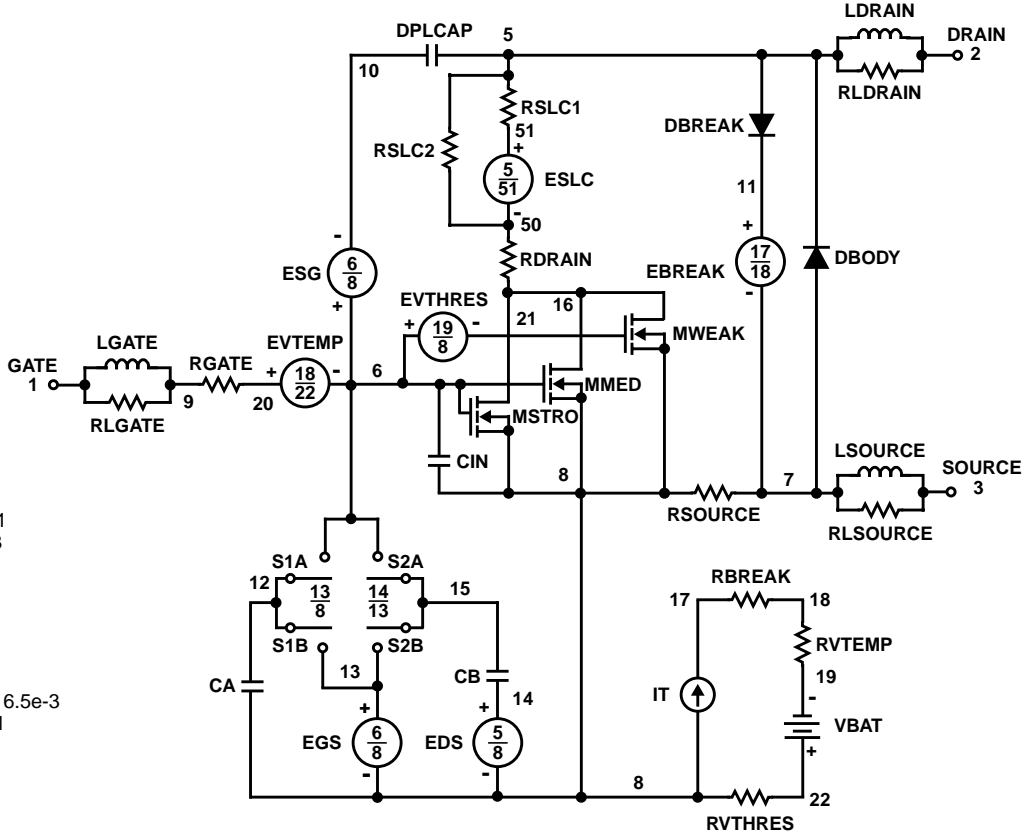 LDRAIN
DPLCAP 5 DRAIN
10 2
RLDRAIN
RSLC1
DBREAK
51
+
RSLC2
5
51
ESLC
11
-
50
- +
RDRAIN
17
18
EBREAK DBODY
6
8
ESG
EVTHRES 16
-
+ + - 21
19
8
MWEAK
LGATE EVTEMP
GATE RGATE
1 + 18
22
- 6 MMED
9 20 MSTRO
RLGATE
LSOURCE
CIN 8 7 SOURCE
3
RSOURCE
RLSOURCE
S1A S2A
12 13
8
14
13
15
RBREAK
17 18
S1B S2B
RVTEMP
13
CA CB 19
14 IT -
6.5e-3
+ +
VBAT
EGS 6
8
EDS 5
8
+
- -
8 22
RVTHRES